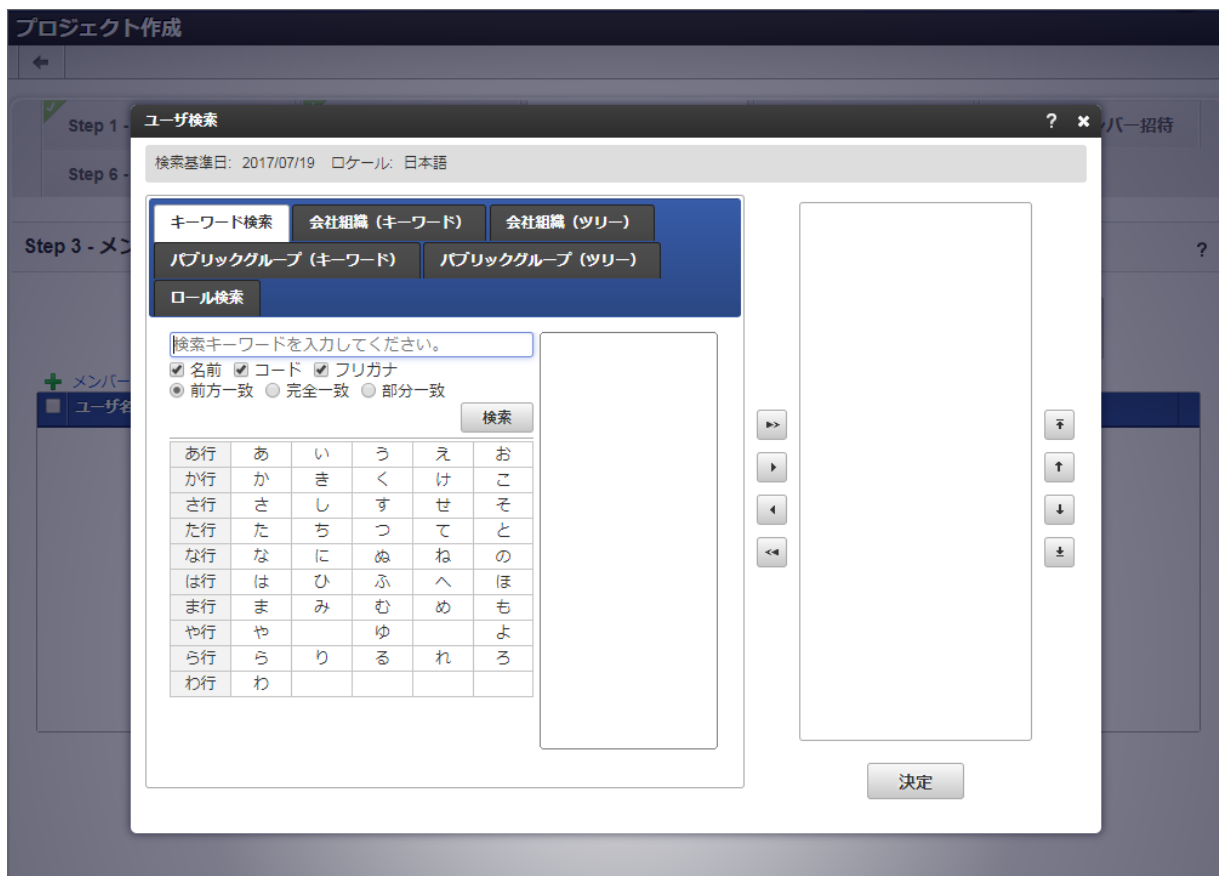 プロジェクト作成
Step 1 -
ンバー招待
Step 6 -
Step 3 - メン
?
メンバー
ユーザ名
ユーザ検索
?
検索基準日: 2017/07/19 ロケール: 日本語
キーワード検索 会社組織（キーワード） 会社組織（ツリー）
パブリックグループ（キーワード） パブリックグループ（ツリー）
ロール検索
検索キーワードを入力してください。
名前 コード フリガナ
前方一致 完全一致 部分一致
検索
あ行 あ い う え お
か行 か き く け こ
さ行 さ し す せ そ
た行 た ち つ て と
な行 な に ぬ ね の
は行 は ひ ふ へ ほ
ま行 ま み む め も
や行 や ゆ よ
ら行 ら り る れ ろ
わ行 わ
決定